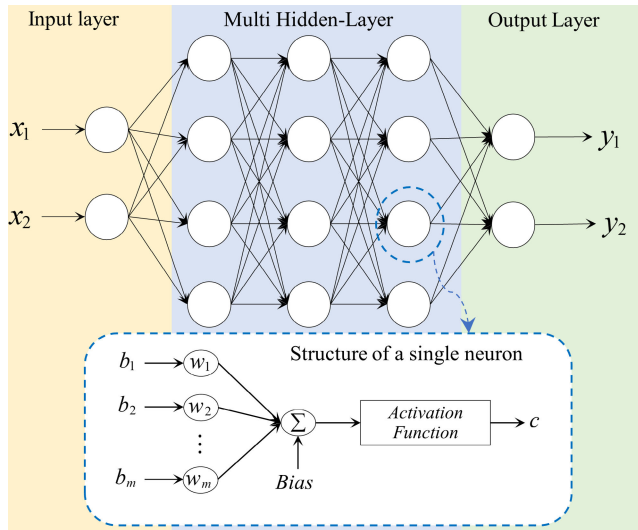 Input layer
Multi Hidden-Layer
Output Layer
x1
y1
x2
y2
Structure of a single neuron
b1
w1
b2
w2
⋮
bm
wm
Σ
Bias
Activation
Function
c